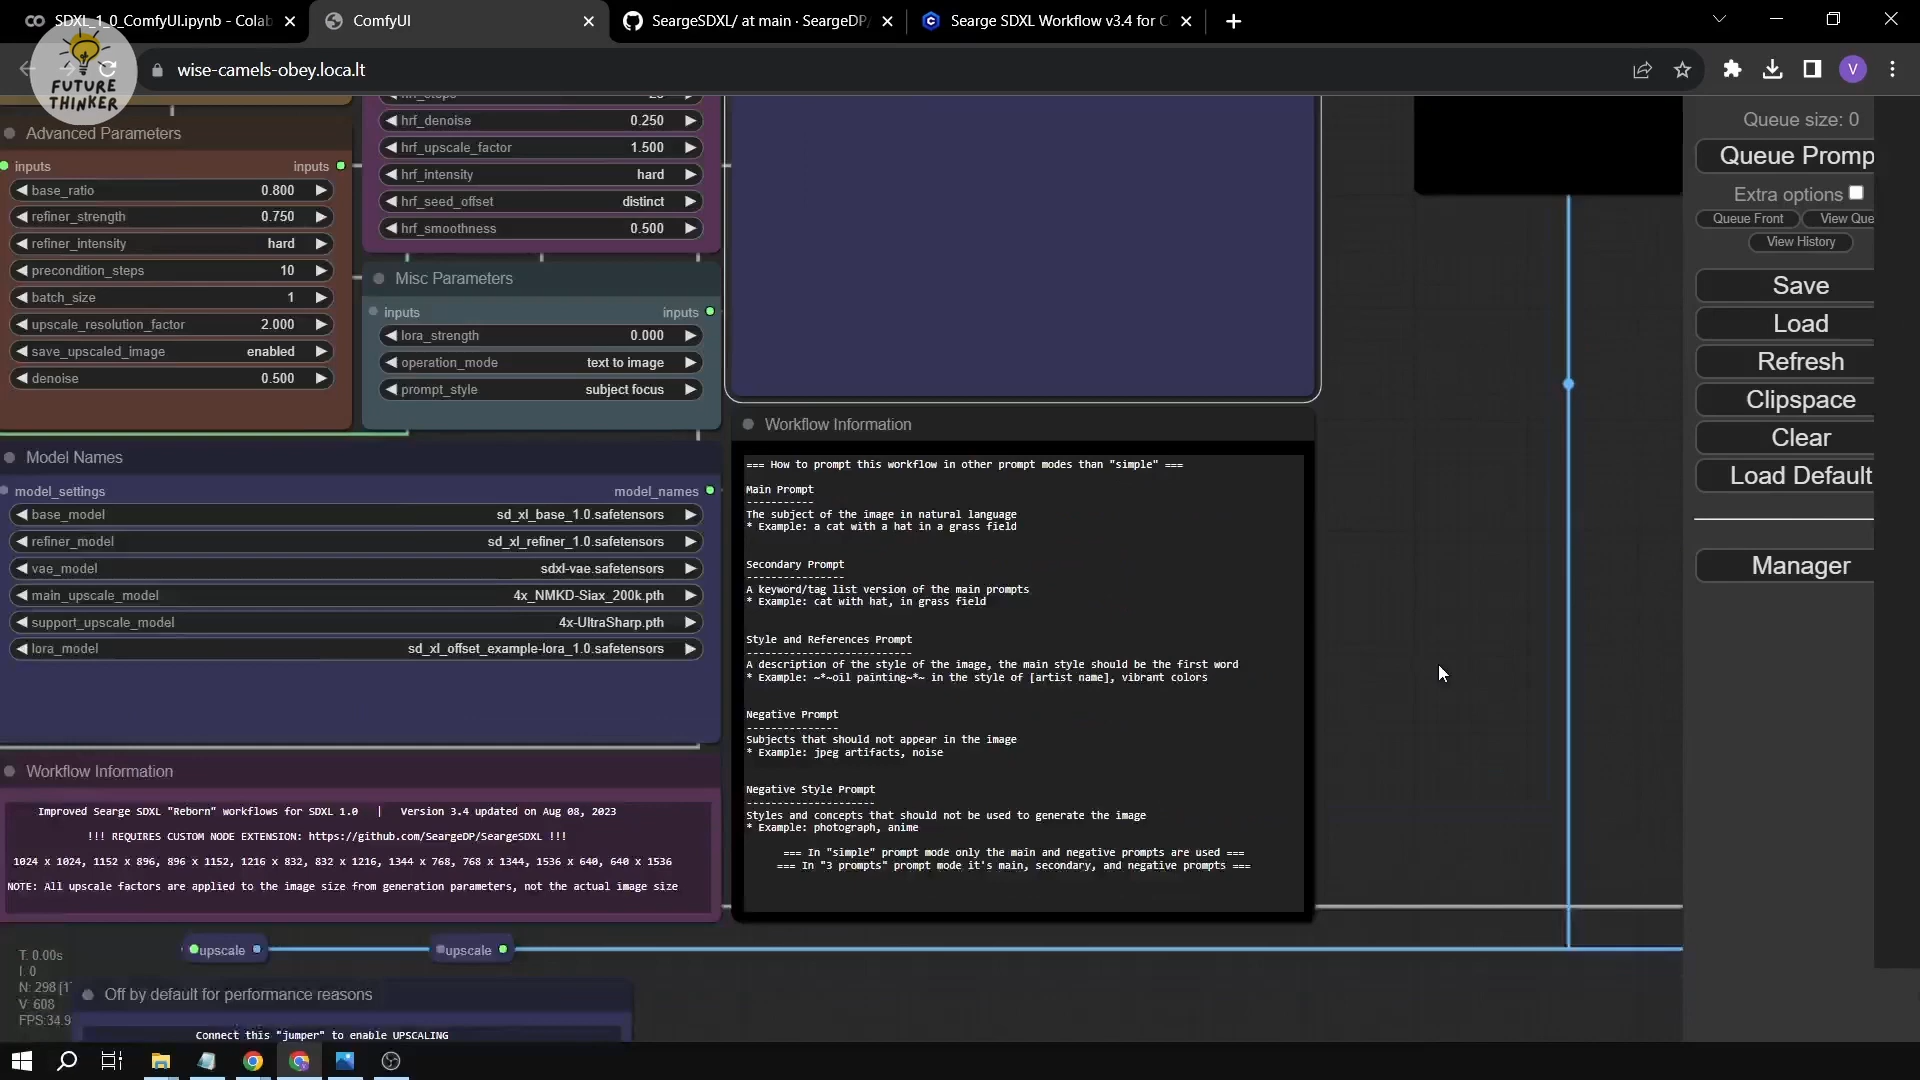 SDXL_1_0_ComfyUI.ipynb - Colab
ComfyUI
SeargeSDXL/ at main · SeargeDP/
Searge SDXL Workflow v3.4 for C
wise-camels-obey.loca.lt
V
FUTURE
THINKER
Advanced Parameters
inputs inputs
base_ratio 0.800
refiner_strength 0.750
refiner_intensity hard
precondition_steps 10
batch_size 1
upscale_resolution_factor 2.000
save_upscaled_image enabled
denoise 0.500
hrf_denoise 0.250
hrf_upscale_factor 1.500
hrf_intensity hard
hrf_seed_offset distinct
hrf_smoothness 0.500
Misc Parameters
inputs inputs
lora_strength 0.000
operation_mode text to image
prompt_style subject focus
Model Names
model_settings model_names
base_model sd_xl_base_1.0.safetensors
refiner_model sd_xl_refiner_1.0.safetensors
vae_model sdxl-vae.safetensors
main_upscale_model 4x_NMKD-Siax_200k.pth
support_upscale_model 4x-UltraSharp.pth
lora_model sd_xl_offset_example-lora_1.0.safetensors
Workflow Information
Improved Searge SDXL "Reborn" workflows for SDXL 1.0 | Version 3.4 updated on Aug 08, 2023
!!! REQUIRES CUSTOM NODE EXTENSION: https://github.com/SeargeDP/SeargeSDXL !!!
1024 x 1024, 1152 x 896, 896 x 1152, 1216 x 832, 832 x 1216, 1344 x 768, 768 x 1344, 1536 x 640, 640 x 1536
NOTE: All upscale factors are applied to the image size from generation parameters, not the actual image size
Workflow Information
=== How to prompt this workflow in other prompt modes than "simple" ===
Main Prompt
-----------
The subject of the image in natural language
* Example: a cat with a hat in a grass field
Secondary Prompt
----------------
A keyword/tag list version of the main prompts
* Example: cat with hat, in grass field
Style and References Prompt
---------------------------
A description of the style of the image, the main style should be the first word
* Example: ~*~oil painting~*~ in the style of [artist name], vibrant colors
Negative Prompt
---------------
Subjects that should not appear in the image
* Example: jpeg artifacts, noise
Negative Style Prompt
---------------------
Styles and concepts that should not be used to generate the image
* Example: photograph, anime
=== In "simple" prompt mode only the main and negative prompts are used ===
=== In "3 prompts" prompt mode it's main, secondary, and negative prompts ===
upscale
upscale
T: 0.00s
I: 0
N: 298 [1
V: 608
FPS:34.9
Off by default for performance reasons
Connect this "jumper" to enable UPSCALING
Queue size: 0
Queue Promp
Extra options
Queue Front
View Que
View History
Save
Load
Refresh
Clipspace
Clear
Load Default
Manager